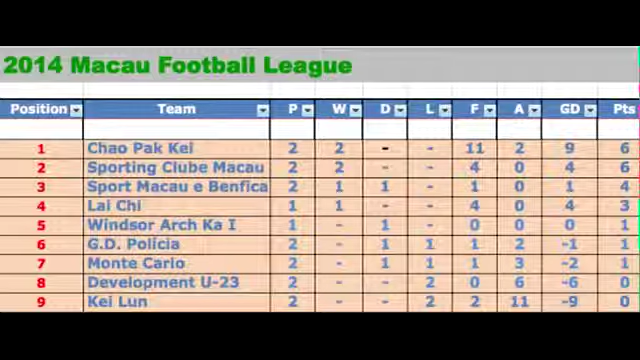 2014 Macau Football League
Position Team P W D L F A GD Pts
1 Chao Pak Kei 2 2 - - 11 2 9 6
2 Sporting Clube Macau 2 2 - - 4 0 4 6
3 Sport Macau e Benfica 2 1 1 - 1 0 1 4
4 Lai Chi 1 1 - - 4 0 4 3
5 Windsor Arch Ka I 1 - 1 - 0 0 0 1
6 G.D. Policia 2 - 1 1 1 2 -1 1
7 Monte Carlo 2 - 1 1 1 3 -2 1
8 Development U-23 2 - - 2 0 6 -6 0
9 Kei Lun 2 - - 2 2 11 -9 0